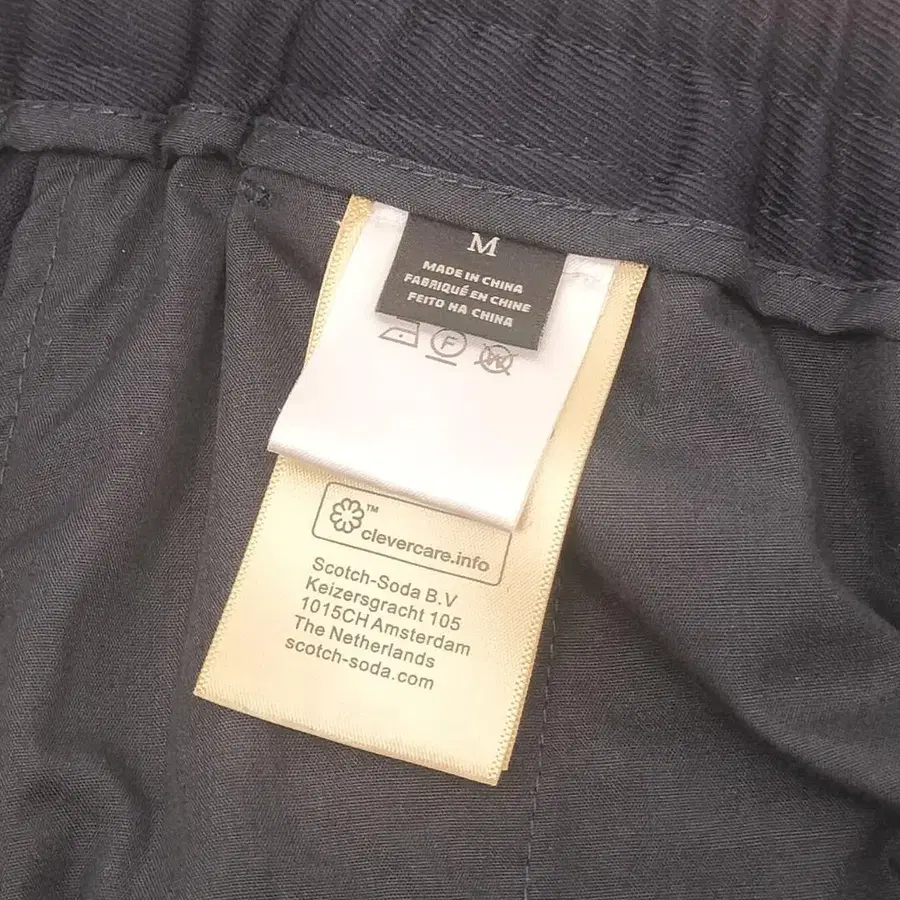 M
MADE IN CHINA
FABRIQUÉ EN CHINE
FEITO NA CHINA
F
W
TM
clevercare.info
Scotch-Soda B.V
Keizersgracht 105
1015CH Amsterdam
The Netherlands
scotch-soda.com